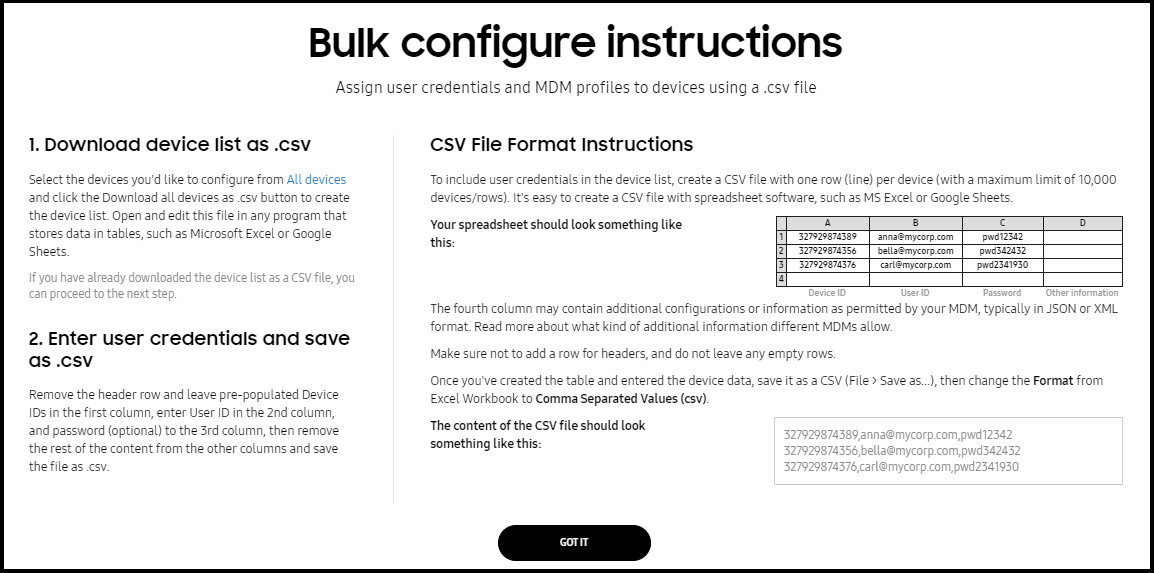 Bulk configure instructions
Assign user credentials and MDM profiles to devices using a .csv file
1. Download device list as .csv
Select the devices you'd like to configure from All devices
and click the Download all devices as .csv button to create
the device list. Open and edit this file in any program that
stores data in tables, such as Microsoft Excel or Google
Sheets.
If you have already downloaded the device list as a CSV file, you
can proceed to the next step.
2. Enter user credentials and save
as .csv
Remove the header row and leave pre-populated Device
IDs in the first column, enter User ID in the 2nd column,
and password (optional) to the 3rd column, then remove
the rest of the content from the other columns and save
the file as .csv.
CSV File Format Instructions
To include user credentials in the device list, create a CSV file with one row (line) per device (with a maximum limit of 10,000
devices/rows). It's easy to create a CSV file with spreadsheet software, such as MS Excel or Google Sheets.
Your spreadsheet should look something like
this:
A B C D
1 327929874389 anna@mycorp.com pwd12342
2 327929874356 bella@mycorp.com pwd342432
3 327929874376 carl@mycorp.com pwd2341930
4
Device ID User ID Password Other information
The fourth column may contain additional configurations or information as permitted by your MDM, typically in JSON or XML
format. Read more about what kind of additional information different MDMs allow.
Make sure not to add a row for headers, and do not leave any empty rows.
Once you've created the table and entered the device data, save it as a CSV (File > Save as...), then change the Format from
Excel Workbook to Comma Separated Values (csv).
The content of the CSV file should look
something like this:
327929874389,anna@mycorp.com,pwd12342
327929874356,bella@mycorp.com,pwd342432
327929874376,carl@mycorp.com,pwd2341930
GOT IT